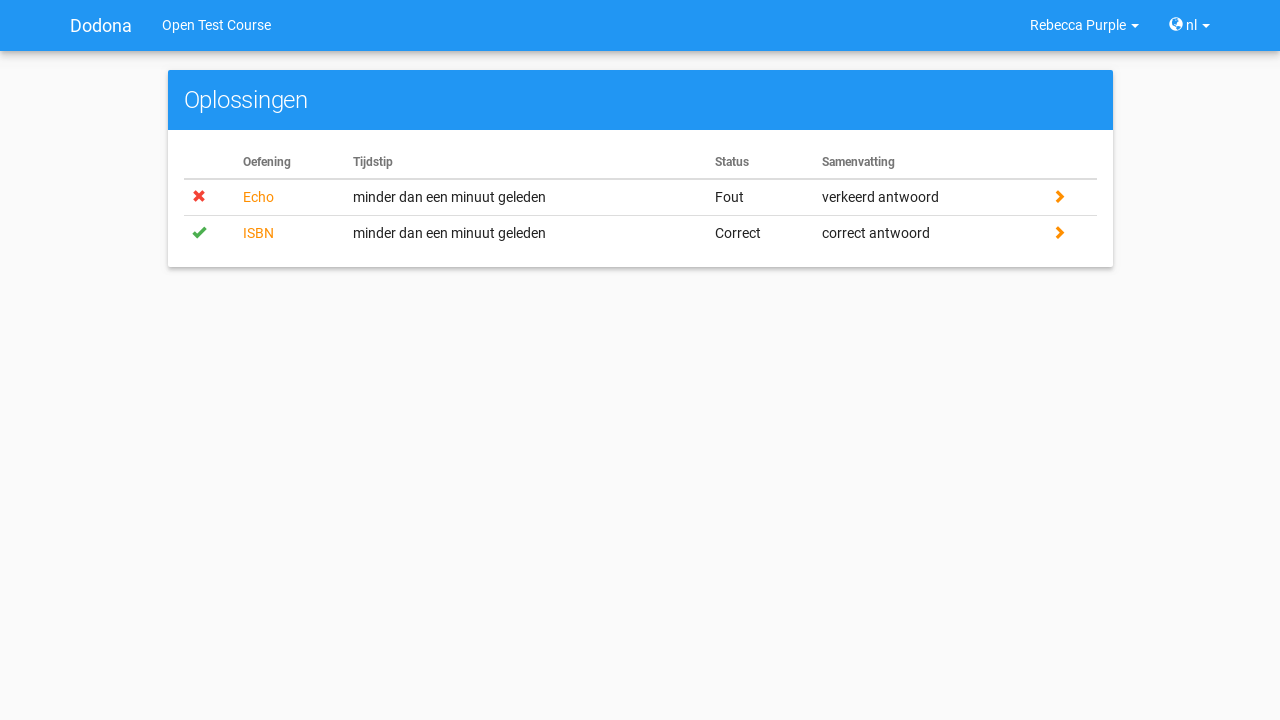 Dodona Open Test Course Rebecca Purple nl
Oplossingen
Oefening Tijdstip Status Samenvatting
Echo minder dan een minuut geleden Fout verkeerd antwoord
ISBN minder dan een minuut geleden Correct correct antwoord